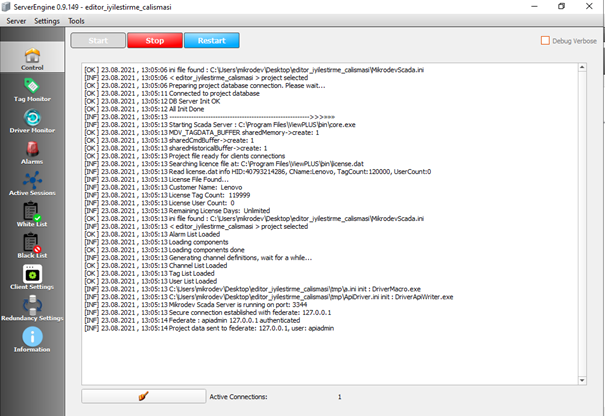 ServerEngine 0.9.149 - editor_iyilestirme_calismasi
Server Settings Tools
Start Stop Restart
Debug Verbose
Control
Tag Monitor
Driver Monitor
Alarms
Active Sessions
White List
Black List
Client Settings
Redundancy Settings
Information
[OK ] 23.08.2021 , 13:05:06 ini file found : C:\Users\mikrodev\Desktop\editor_iyilestirme_calismasi\MikrodevScada.ini
[INF] 23.08.2021 , 13:05:06 < editor_iyilestirme_calismasi > project selected
[INF] 23.08.2021 , 13:05:06 Preparing project database connection. Please wait...
[OK ] 23.08.2021 , 13:05:11 Connected to project database
[OK ] 23.08.2021 , 13:05:12 DB Server Init OK
[OK ] 23.08.2021 , 13:05:12 All Init Done
[OK ] 23.08.2021 , 13:05:13 -------------------------------------------------->>>>»»»
[INF] 23.08.2021 , 13:05:13 Starting Scada Server : C:\Program Files\ViewPLUS\bin\core.exe
[INF] 23.08.2021 , 13:05:13 MDV_TAGDATA_BUFFER sharedMemory->create: 1
[INF] 23.08.2021 , 13:05:13 sharedCmdBuffer->create: 1
[INF] 23.08.2021 , 13:05:13 sharedHistoricalBuffer->create: 1
[OK ] 23.08.2021 , 13:05:13 Project file ready for clients connections
[INF] 23.08.2021 , 13:05:13 Searching licence file at: C:\Program Files\ViewPLUS\bin\license.dat
[INF] 23.08.2021 , 13:05:13 Read license.dat info HID:40793214286, CName:Lenovo, TagCount:120000, UserCount:0
[INF] 23.08.2021 , 13:05:13 License File Found...
[INF] 23.08.2021 , 13:05:13 Customer Name: Lenovo
[INF] 23.08.2021 , 13:05:13 License Tag Count: 119999
[INF] 23.08.2021 , 13:05:13 License User Count: 0
[INF] 23.08.2021 , 13:05:13 Remaining License Days: Unlimited
[OK ] 23.08.2021 , 13:05:13 ini file found : C:\Users\mikrodev\Desktop\editor_iyilestirme_calismasi\MikrodevScada.ini
[INF] 23.08.2021 , 13:05:13 < editor_iyilestirme_calismasi > project selected
[OK ] 23.08.2021 , 13:05:13 Alarm List Loaded
[INF] 23.08.2021 , 13:05:13 Loading components
[OK ] 23.08.2021 , 13:05:13 Loading components done
[INF] 23.08.2021 , 13:05:13 Generating channel definitions, wait for a while...
[OK ] 23.08.2021 , 13:05:13 Channel List Loaded
[OK ] 23.08.2021 , 13:05:13 Tag List Loaded
[OK ] 23.08.2021 , 13:05:13 User List Loaded
[INF] 23.08.2021 , 13:05:13 C:\Users\mikrodev\Desktop\editor_iyilestirme_calismasi\tmp\a.ini init : DriverMacro.exe
[INF] 23.08.2021 , 13:05:13 C:\Users\mikrodev\Desktop\editor_iyilestirme_calismasi\tmp\ApiDriver.ini init : DriverApiWriter.exe
[OK ] 23.08.2021 , 13:05:13 Mikrodev Scada Server is running on port: 3344
[INF] 23.08.2021 , 13:05:13 Secure connection established with federate: 127.0.0.1
[INF] 23.08.2021 , 13:05:14 Federate : apiadmin 127.0.0.1 authenticated
[INF] 23.08.2021 , 13:05:14 Project data sent to federate: 127.0.0.1, user: apiadmin
Active Connections: 1